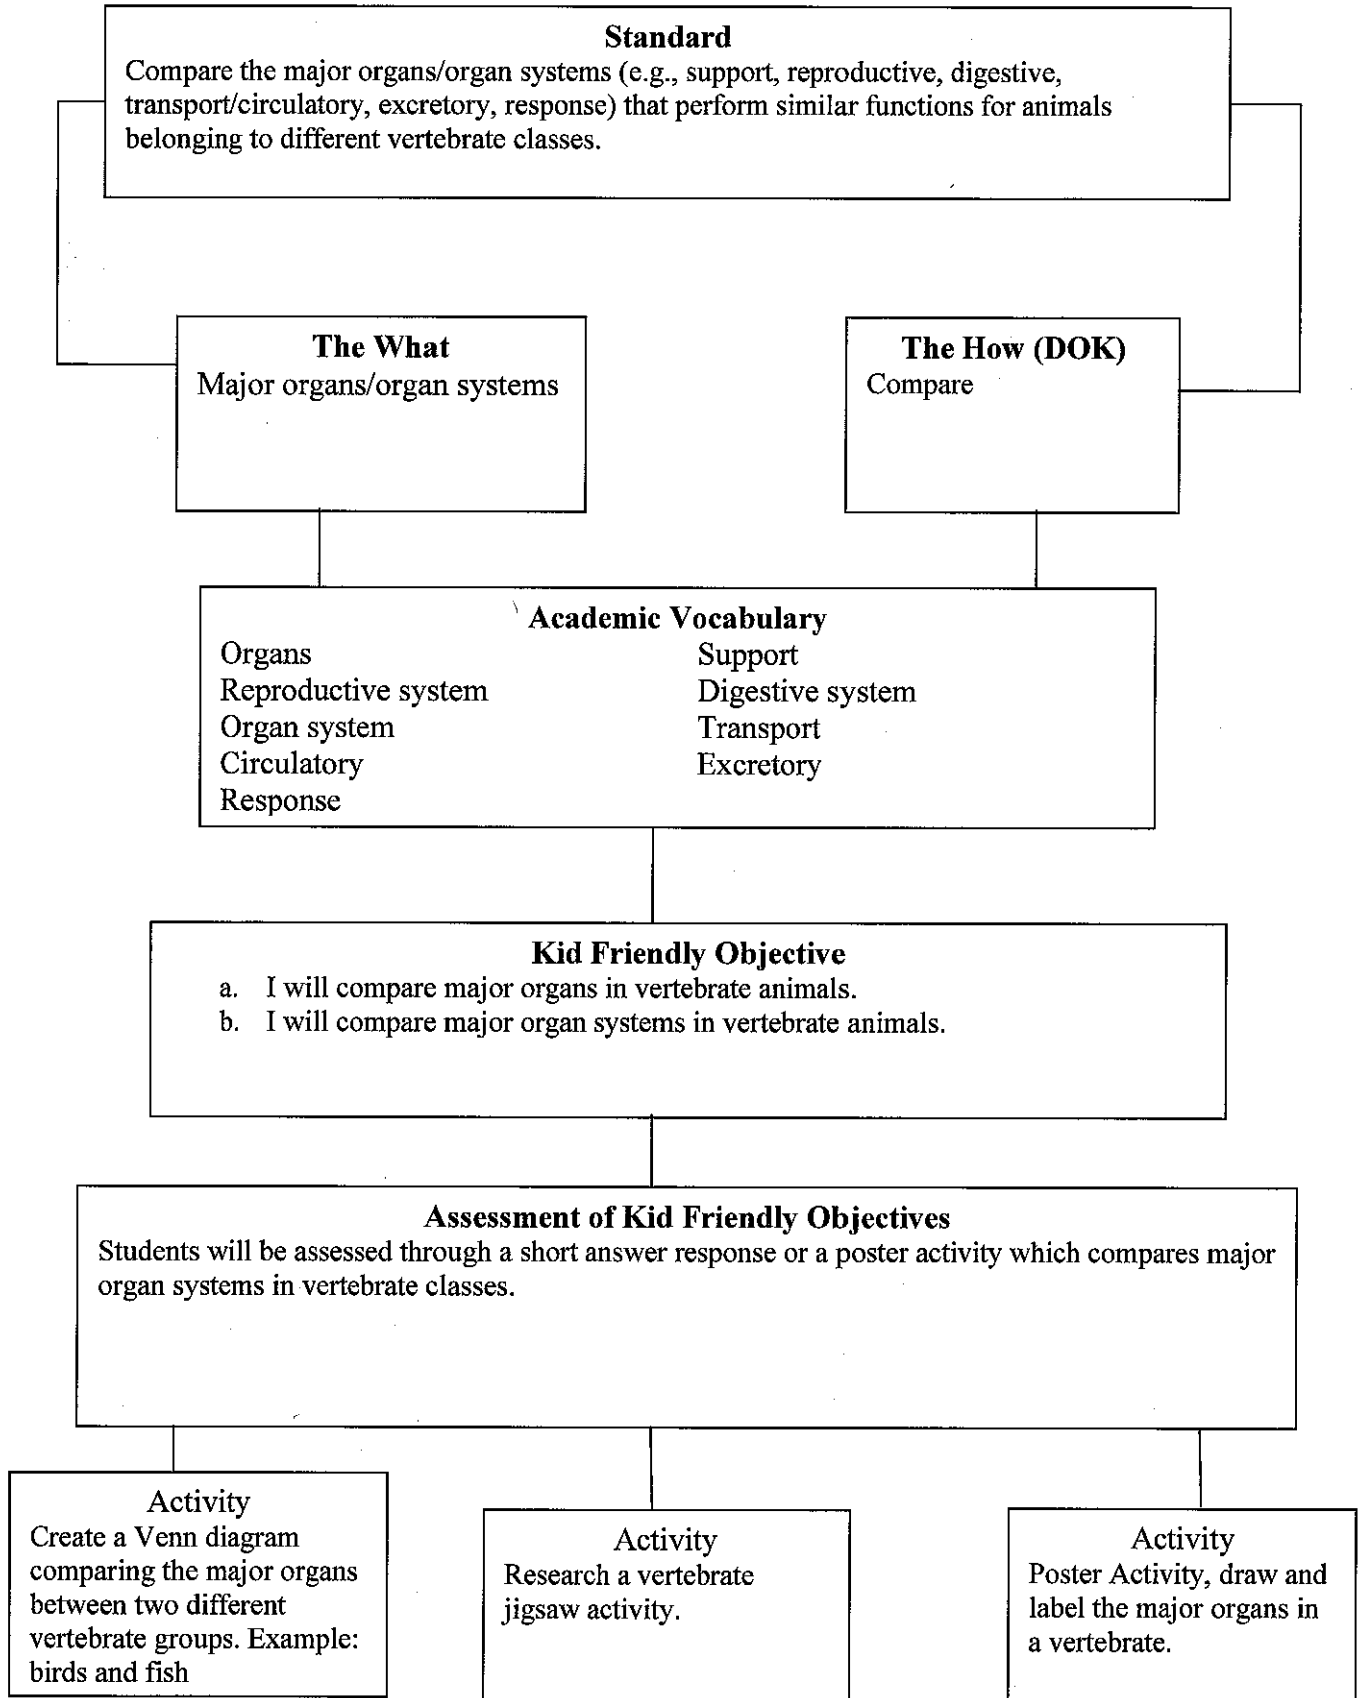 Standard
Compare the major organs/organ systems (e.g., support, reproductive, digestive,
transport/circulatory, excretory, response) that perform similar functions for animals
belonging to different vertebrate classes.
The What
Major organs/organ systems
The How (DOK)
Compare
Academic Vocabulary
Organs
Support
Reproductive system
Digestive system
Organ system
Transport
Circulatory
Excretory
Response
Kid Friendly Objective
a. I will compare major organs in vertebrate animals.
b. I will compare major organ systems in vertebrate animals.
Assessment of Kid Friendly Objectives
Students will be assessed through a short answer response or a poster activity which compares major
organ systems in vertebrate classes.
Activity
Create a Venn diagram
comparing the major organs
between two different
vertebrate groups. Example:
birds and fish
Activity
Research a vertebrate
jigsaw activity.
Activity
Poster Activity, draw and
label the major organs in
a vertebrate.